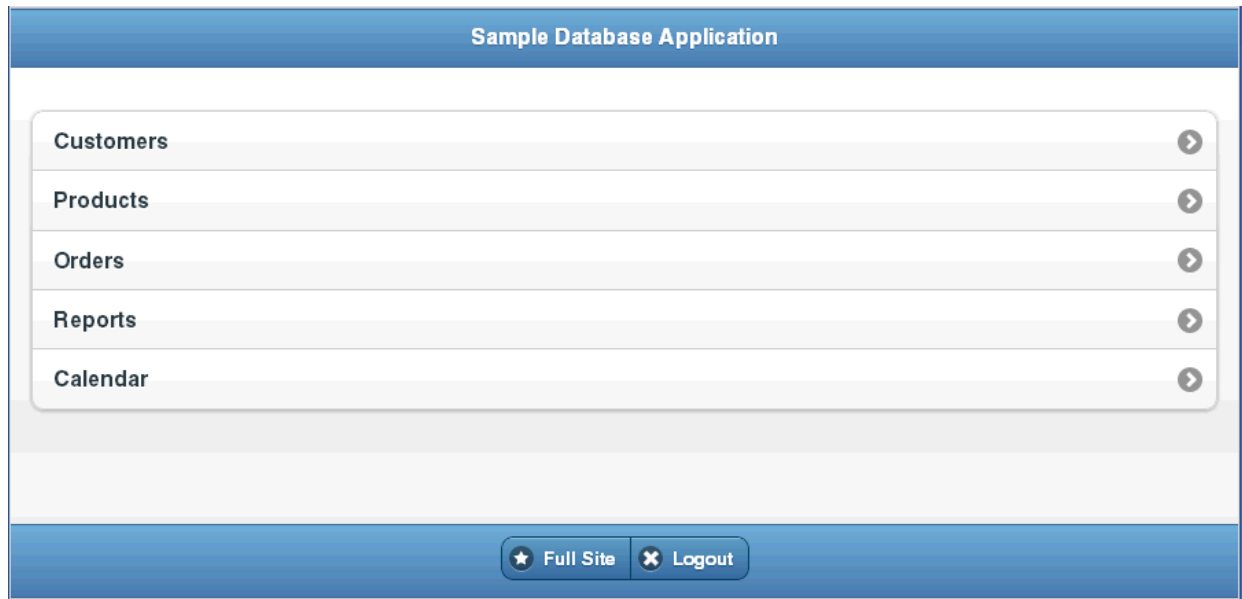 Sample Database Application
Customers
Products
Orders
Reports
Calendar
Full Site Logout